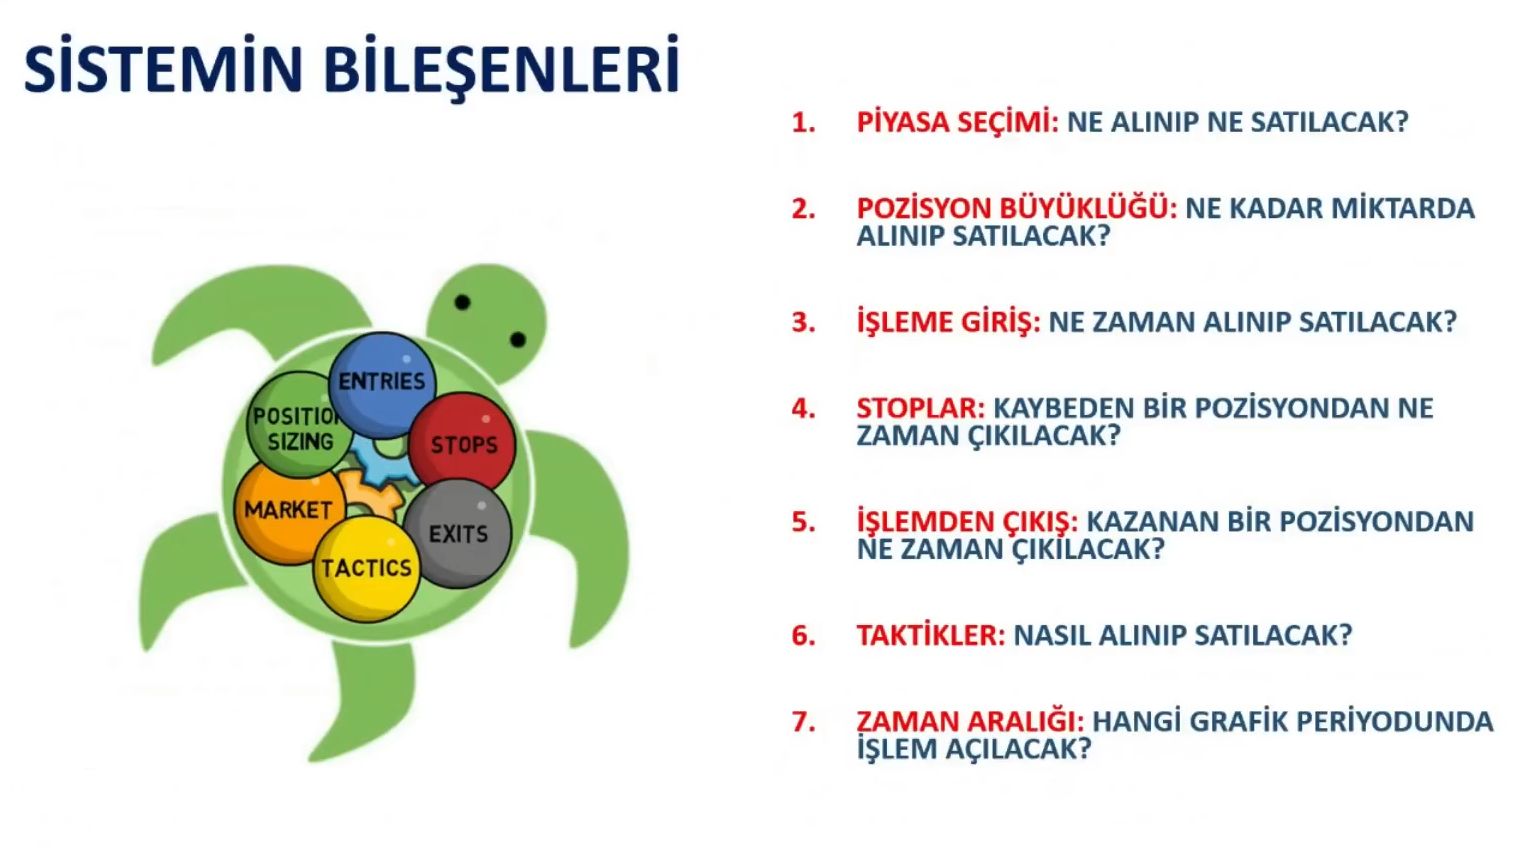 SİSTEMİN BİLEŞENLERİ
1. PİYASA SEÇİMİ: NE ALINIP NE SATILACAK?
2. POZİSYON BÜYÜKLÜĞÜ: NE KADAR MİKTARDA
ALINIP SATILACAK?
3. İŞLEME GİRİŞ: NE ZAMAN ALINIP SATILACAK?
4. STOPLAR: KAYBEDEN BİR POZİSYONDAN NE
ZAMAN ÇIKILACAK?
5. İŞLEMDEN ÇIKIŞ: KAZANAN BİR POZİSYONDAN
NE ZAMAN ÇIKILACAK?
6. TAKTİKLER: NASIL ALINIP SATILACAK?
7. ZAMAN ARALIĞI: HANGİ GRAFİK PERİYODUNDA
İŞLEM AÇILACAK?
ENTRIES
POSITION
SIZING
STOPS
MARKET
EXITS
TACTICS